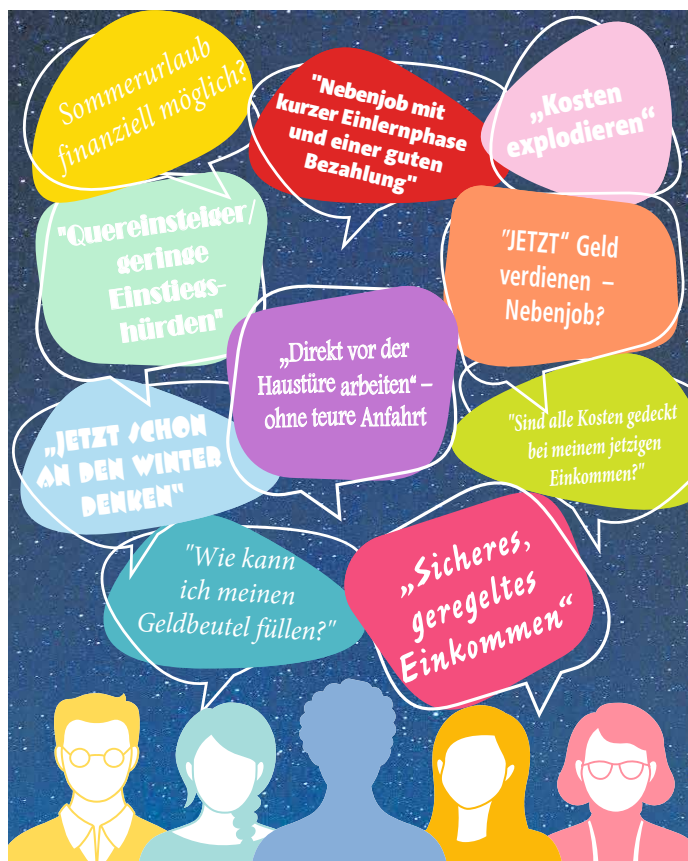 Sommerurlaub
finanziell möglich?
"Nebenjob mit
kurzer Einlernphase
und einer guten
Bezahlung"
„Kosten
explodieren“
"Quereinsteiger/
geringe
Einstiegs-
hürden"
"JETZT“ Geld
verdienen –
Nebenjob?
„Direkt vor der
Haustüre arbeiten“ –
ohne teure Anfahrt
„JETZT SCHON
AN DEN WINTER
DENKEN“
"Sind alle Kosten gedeckt
bei meinem jetzigen
Einkommen?"
"Wie kann
ich meinen
Geldbeutel füllen?"
„Sicheres,
geregeltes
Einkommen“